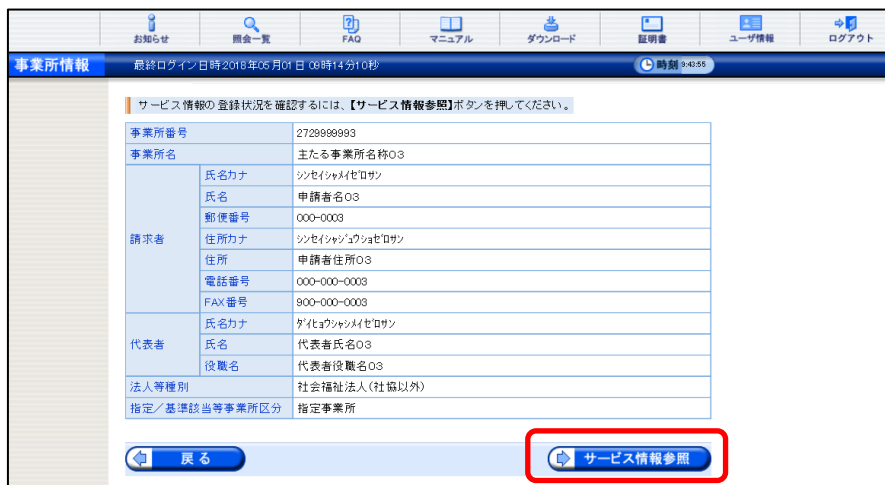 お知らせ 照会一覧 FAQ マニュアル ダウンロード 証明書 ユーザ情報 ログアウト
事業所情報 最終ログイン日時:2018年05月01日 09時14分10秒 時刻 9:43:55
サービス情報の登録状況を確認するには、【サービス情報参照】ボタンを押してください。
事業所番号 2729999993
事業所名 主たる事業所名称03
請求者
氏名カナ ｼﾝｾｲｼｬﾒｲｾﾞﾛｻﾝ
氏名 申請者名03
郵便番号 000-0003
住所カナ ｼﾝｾｲｼｬｼﾞｭｳｼｮｾﾞﾛｻﾝ
住所 申請者住所03
電話番号 000-000-0003
FAX番号 900-000-0003
代表者
氏名カナ ﾀﾞｲﾋｮｳｼｬｼﾒｲｾﾞﾛｻﾝ
氏名 代表者氏名03
役職名 代表者役職名03
法人等種別 社会福祉法人(社協以外)
指定／基準該当等事業所区分 指定事業所
戻る サービス情報参照